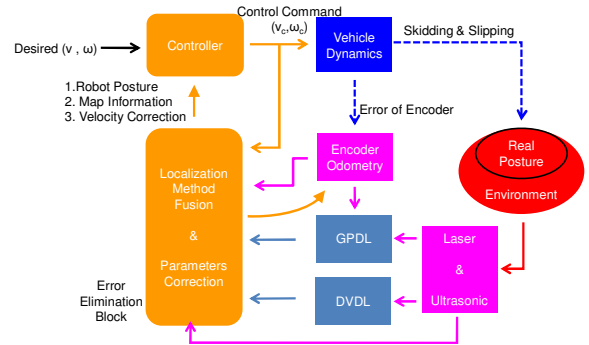 Control Command
(vc,ωc)
Desired (v , ω)
Controller
Vehicle
Dynamics
Skidding & Slipping
1.Robot Posture
2. Map Information
3. Velocity Correction
Error of Encoder
Localization
Method
Fusion
&
Parameters
Correction
Encoder
Odometry
Real
Posture
Environment
GPDL
DVDL
Laser
&
Ultrasonic
Error
Elimination
Block